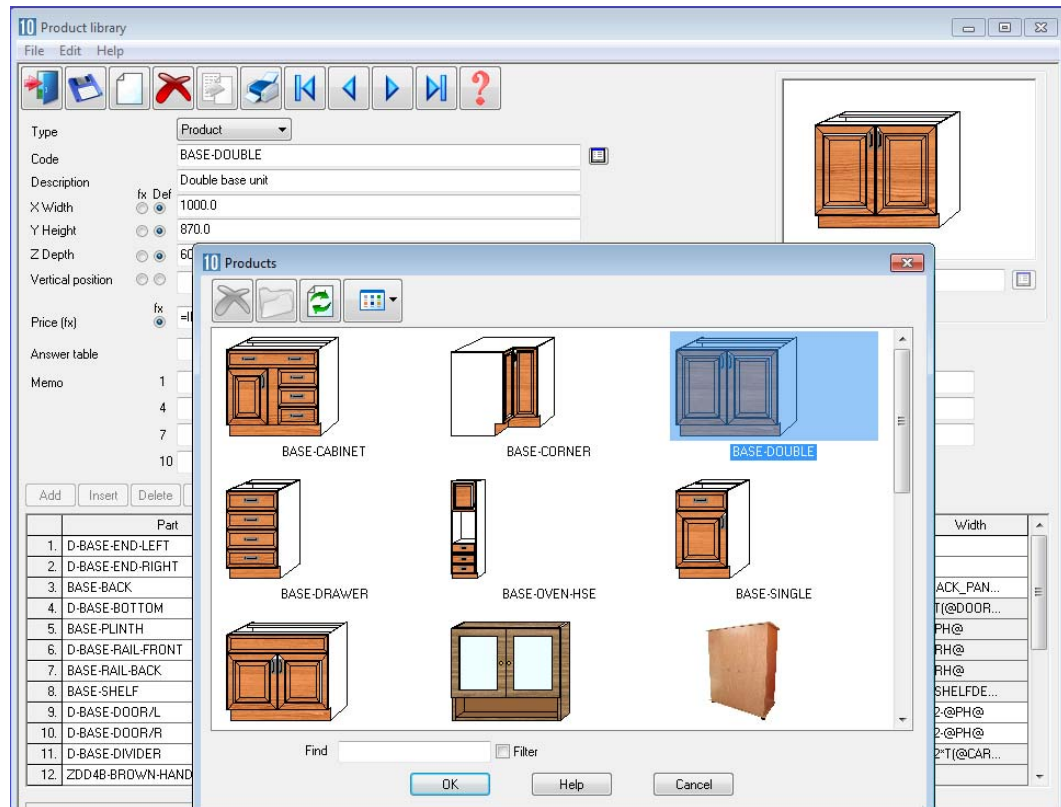 10 Product library
File Edit Help
Type Product
Code BASE-DOUBLE
Description Double base unit
fx Def
X Width 1000.0
Y Height 870.0
Z Depth 60
Vertical position
fx
Price (fx)
Answer table
Memo 1
4
7
10
Add Insert Delete
Part Width
1. D-BASE-END-LEFT
2. D-BASE-END-RIGHT
3. BASE-BACK ACK_PAN...
4. D-BASE-BOTTOM T(@DOOR...
5. BASE-PLINTH PH@
6. D-BASE-RAIL-FRONT RH@
7. BASE-RAIL-BACK RH@
8. BASE-SHELF SHELFDE...
9. D-BASE-DOOR/L 2-@PH@
10. D-BASE-DOOR/R 2-@PH@
11. D-BASE-DIVIDER 2*T(@CAR...
12. ZDD4B-BROWN-HAND
10 Products
BASE-CABINET BASE-CORNER BASE-DOUBLE
BASE-DRAWER BASE-OVEN-HSE BASE-SINGLE
Find Filter
OK Help Cancel